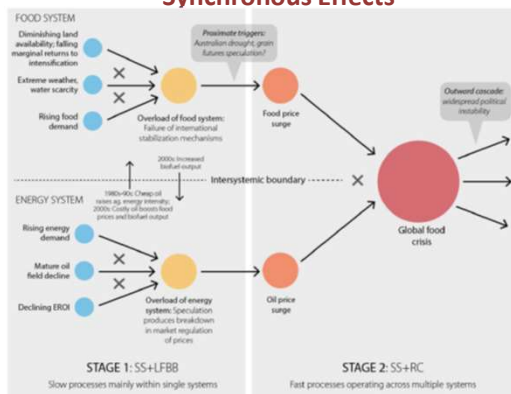 Synchronous Effects
FOOD SYSTEM
Diminishing land
availability; falling
marginal returns to
intensification
Extreme weather,
water scarcity
Rising food
demand
Overload of food system:
Failure of international
stabilization mechanisms
Proximate triggers:
Australian drought, grain
futures speculation?
Food price
surge
Outward cascade:
widespread political
instability
2000s Increased
biofuel output
Intersystemic boundary
1980s-90s: Cheap oil
raises ag. energy intensity;
2000s: Costly oil boosts food
prices and biofuel output
Global food
crisis
ENERGY SYSTEM
Rising energy
demand
Mature oil
field decline
Declining EROI
Overload of energy
system: Speculation
produces breakdown
in market regulation
of prices
Oil price
surge
STAGE 1: SS+LFBB
Slow processes mainly within single systems
STAGE 2: SS+RC
Fast processes operating across multiple systems